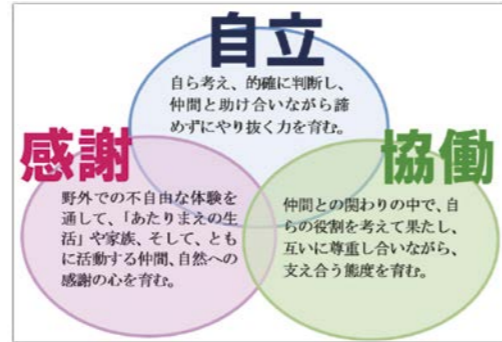 自立
自ら考え、的確に判断し、
仲間と助け合いながら諦
めずにやり抜く力を育む。
感謝
野外での不自由な体験を
通して、「あたりまえの生
活」や家族、そして、とも
に活動する仲間、自然への
感謝の心を育む。
協働
仲間との関わりの中で、自
らの役割を考えて果たし、
互いに尊重し合いながら、
支え合う態度を育む。